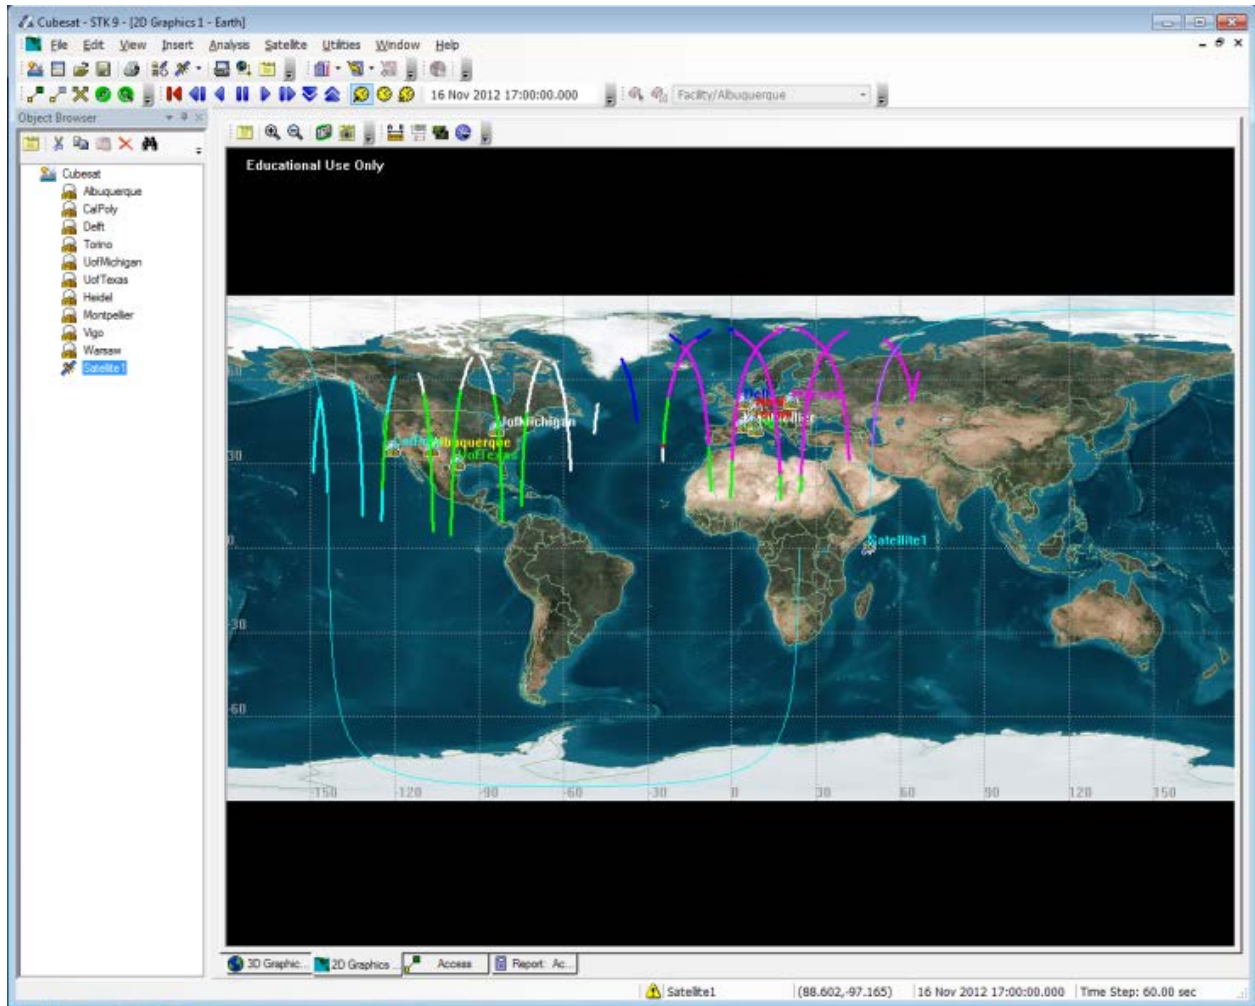 Cubesat - STK 9 - [2D Graphics 1 - Earth]
File Edit View Insert Analysis Satellite Utilities Window Help
16 Nov 2012 17:00:00.000 Facility/Albuquerque
Object Browser
Cubesat
Albuquerque
CalPoly
Delft
Torino
UofMichigan
UofTexas
Heidel
Montpellier
Vigo
Warsaw
Satellite1
Educational Use Only
UofMichigan
Albuquerque
UofTexas
30
Satellite1
0
-30
-60
-150 -120 -90 -60 -30 0 30 60 90 120 150
3D Graphic... 2D Graphics ... Access Report: Ac...
Satellite1 (88.602,-97.165) 16 Nov 2012 17:00:00.000 Time Step: 60.00 sec